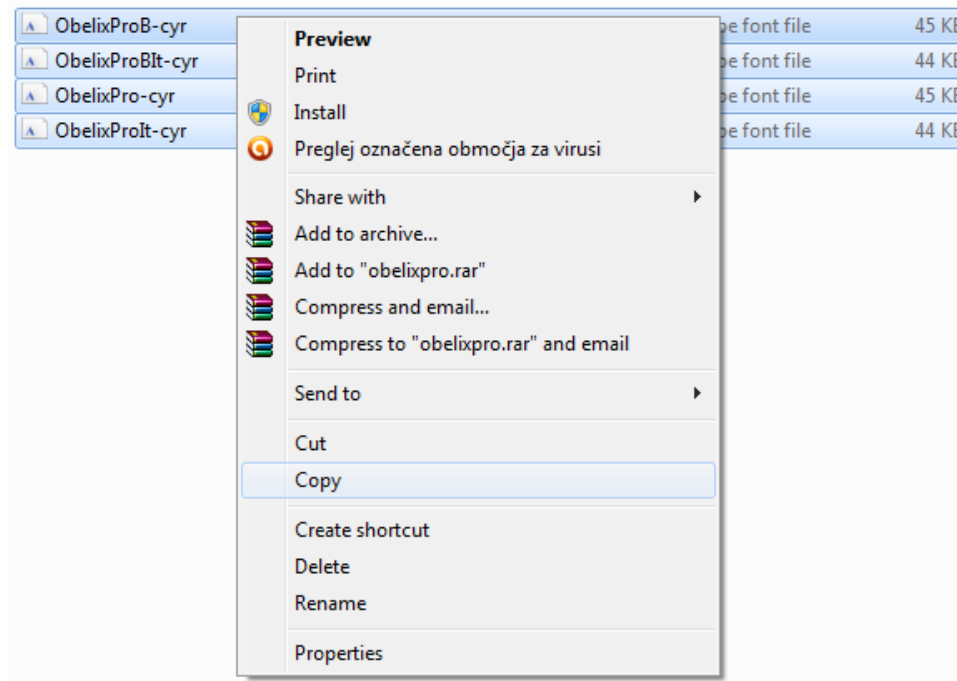 ObelixProB-cyr pe font file 45 KB
ObelixProBIt-cyr pe font file 44 KB
ObelixPro-cyr pe font file 45 KB
ObelixProIt-cyr pe font file 44 KB
Preview
Print
Install
Preglej označena območja za virusi
Share with
Add to archive...
Add to "obelixpro.rar"
Compress and email...
Compress to "obelixpro.rar" and email
Send to
Cut
Copy
Create shortcut
Delete
Rename
Properties